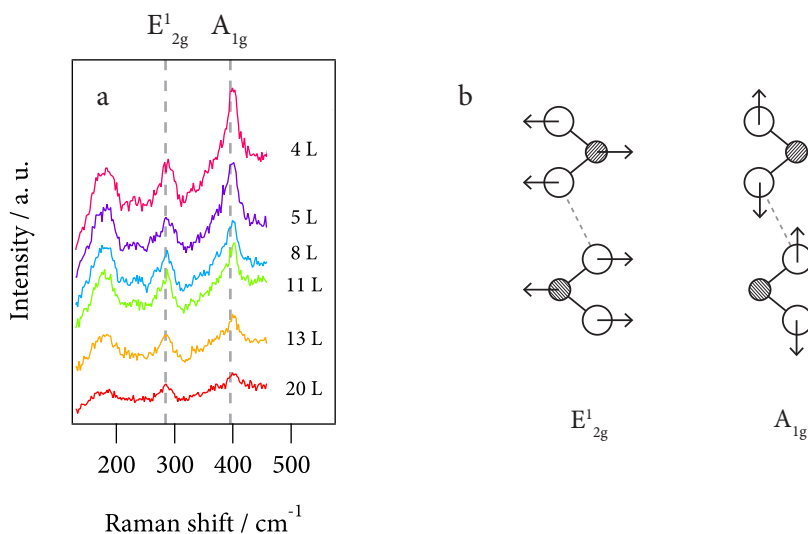 E¹₂g A₁g
a
4 L
5 L
8 L
11 L
13 L
20 L
Intensity / a. u.
200 300 400 500
Raman shift / cm⁻¹
b
E¹₂g A₁g